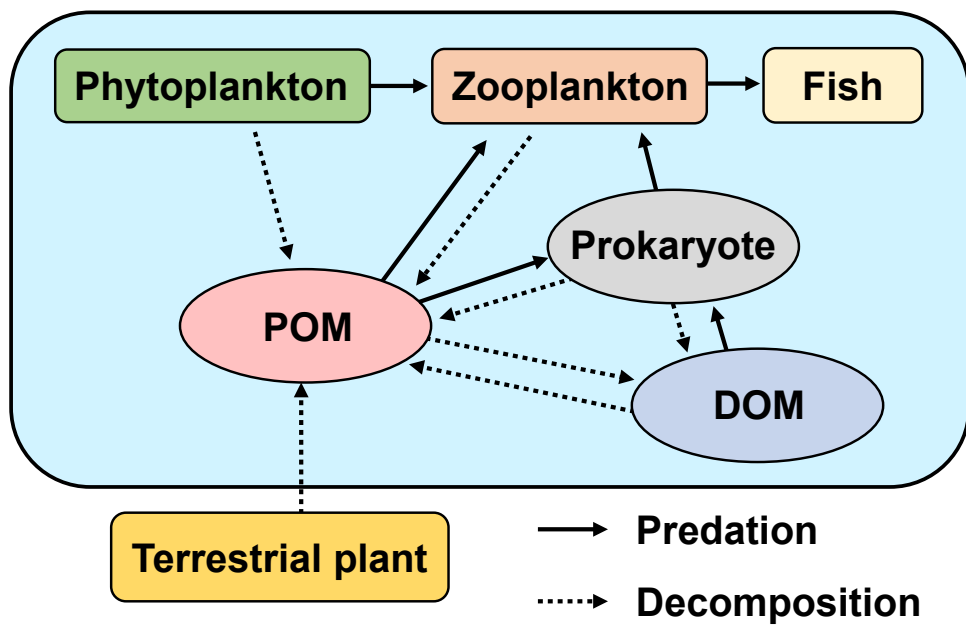 Phytoplankton
Zooplankton
Fish
Prokaryote
POM
DOM
Terrestrial plant
Predation
Decomposition